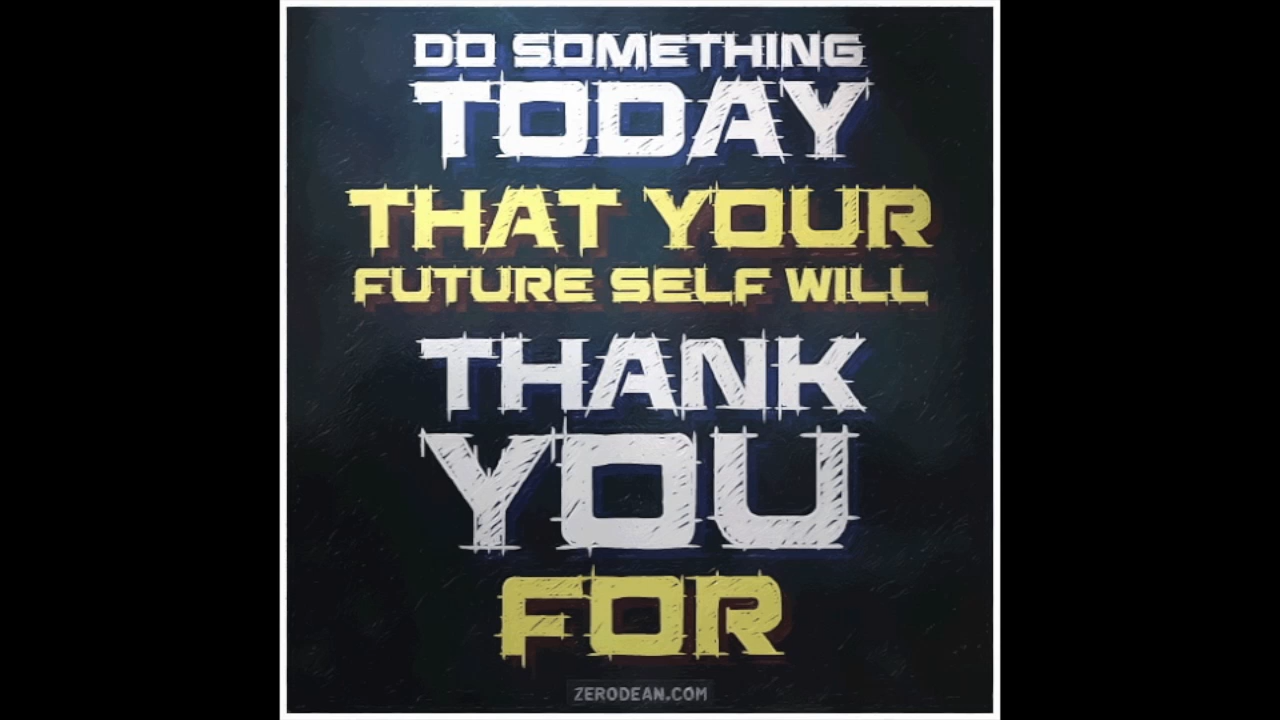 DO SOMETHING
TODAY
THAT YOUR
FUTURE SELF WILL
THANK
YOU
FOR
ZERODEAN.COM